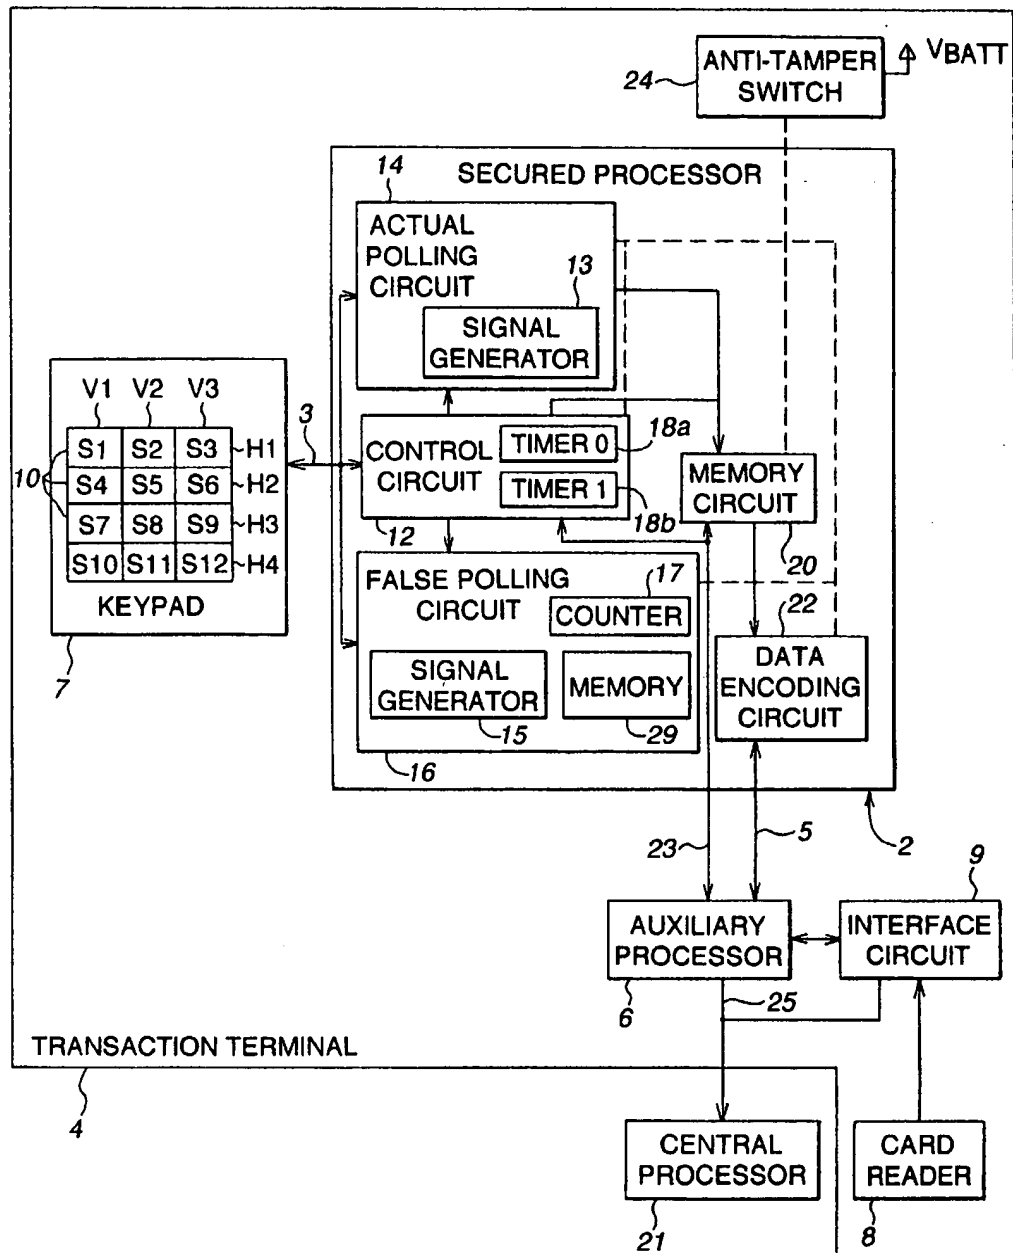 ANTI-TAMPER
SWITCH
VBATT
24
SECURED PROCESSOR
14
ACTUAL
POLLING
CIRCUIT
13
SIGNAL
GENERATOR
V1 V2 V3
S1 S2 S3 H1
S4 S5 S6 H2
S7 S8 S9 H3
S10 S11 S12 H4
10
KEYPAD
7
3
CONTROL
CIRCUIT
TIMER 0
18a
TIMER 1
18b
12
MEMORY
CIRCUIT
20
FALSE POLLING
CIRCUIT
17
COUNTER
SIGNAL
GENERATOR
15
MEMORY
29
16
22
DATA
ENCODING
CIRCUIT
2
23
5
AUXILIARY
PROCESSOR
6
9
INTERFACE
CIRCUIT
25
TRANSACTION TERMINAL
4
CENTRAL
PROCESSOR
21
CARD
READER
8